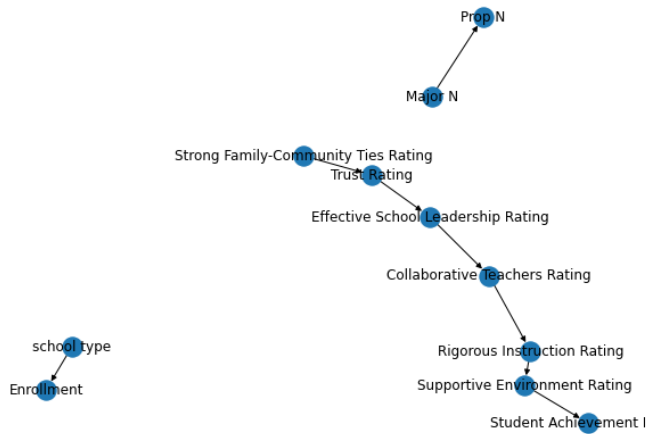 Prop N
Major N
Strong Family-Community Ties Rating
Trust Rating
Effective School Leadership Rating
Collaborative Teachers Rating
school type
Rigorous Instruction Rating
Supportive Environment Rating
Enrollment
Student Achievement